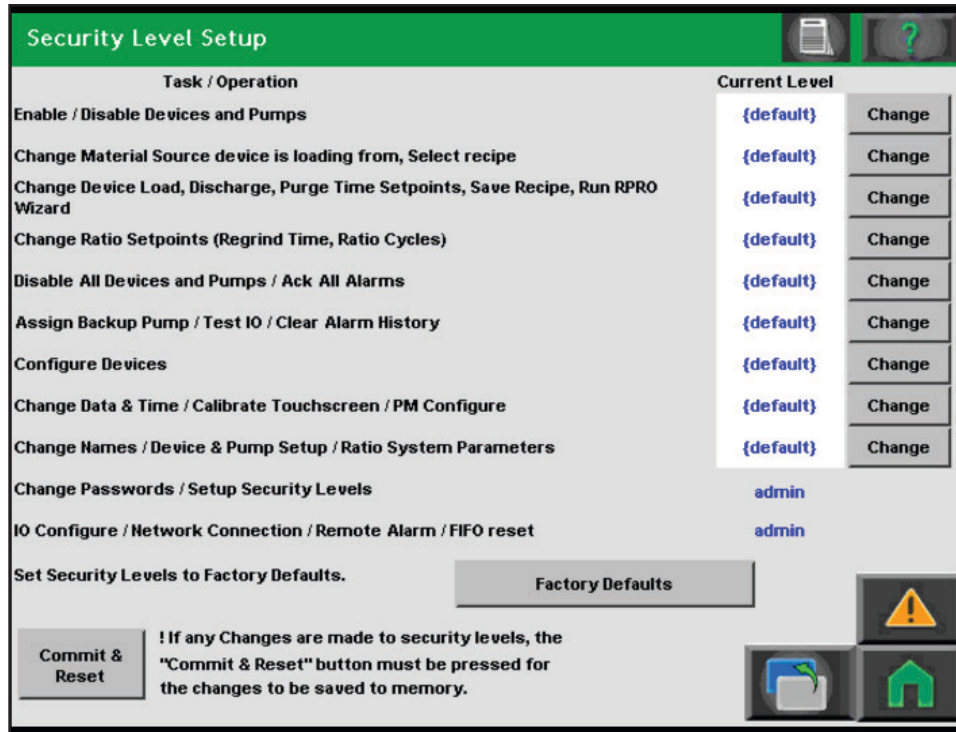 Security Level Setup
?
Task / Operation Current Level
Enable / Disable Devices and Pumps {default} Change
Change Material Source device is loading from, Select recipe {default} Change
Change Device Load, Discharge, Purge Time Setpoints, Save Recipe, Run RPRO
Wizard {default} Change
Change Ratio Setpoints (Regrind Time, Ratio Cycles) {default} Change
Disable All Devices and Pumps / Ack All Alarms {default} Change
Assign Backup Pump / Test IO / Clear Alarm History {default} Change
Configure Devices {default} Change
Change Data & Time / Calibrate Touchscreen / PM Configure {default} Change
Change Names / Device & Pump Setup / Ratio System Parameters {default} Change
Change Passwords / Setup Security Levels admin
IO Configure / Network Connection / Remote Alarm / FIFO reset admin
Set Security Levels to Factory Defaults. Factory Defaults
Commit &
Reset
! If any Changes are made to security levels, the
"Commit & Reset" button must be pressed for
the changes to be saved to memory.